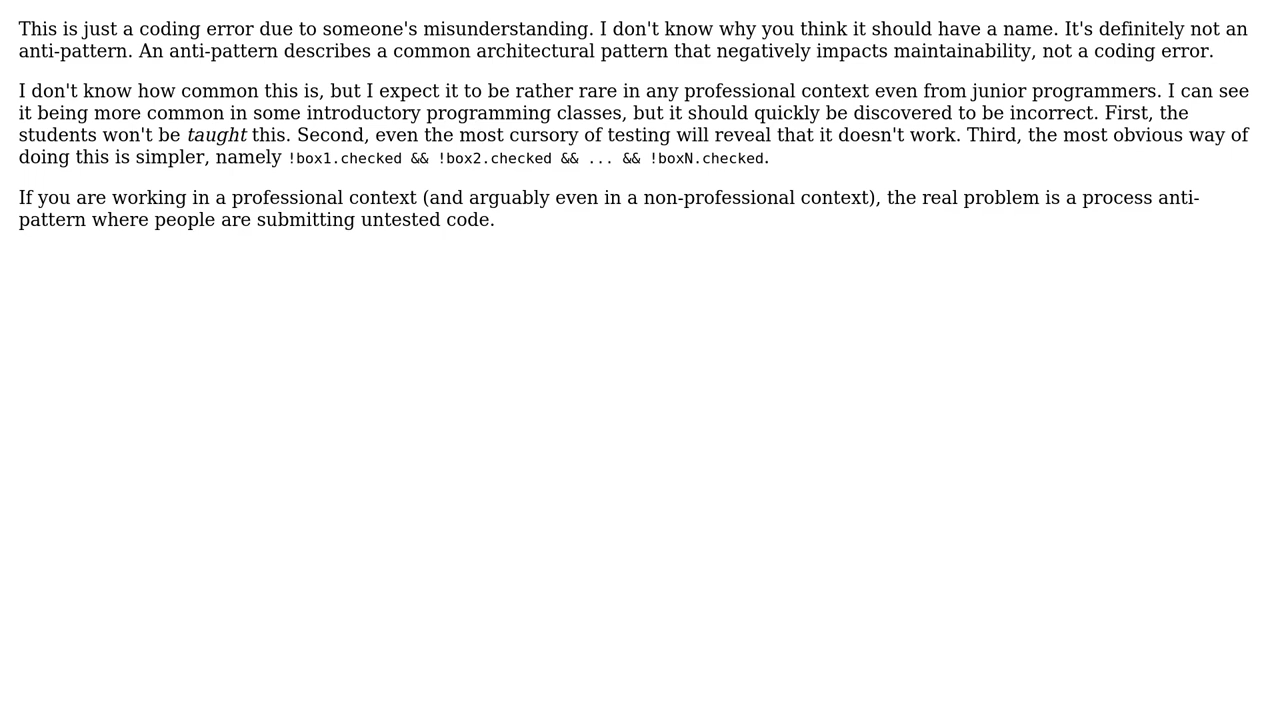 This is just a coding error due to someone's misunderstanding. I don't know why you think it should have a name. It's definitely not an
anti-pattern. An anti-pattern describes a common architectural pattern that negatively impacts maintainability, not a coding error.
I don't know how common this is, but I expect it to be rather rare in any professional context even from junior programmers. I can see
it being more common in some introductory programming classes, but it should quickly be discovered to be incorrect. First, the
students won't be taught this. Second, even the most cursory of testing will reveal that it doesn't work. Third, the most obvious way of
doing this is simpler, namely !box1.checked && !box2.checked && ... && !boxN.checked.
If you are working in a professional context (and arguably even in a non-professional context), the real problem is a process anti-
pattern where people are submitting untested code.